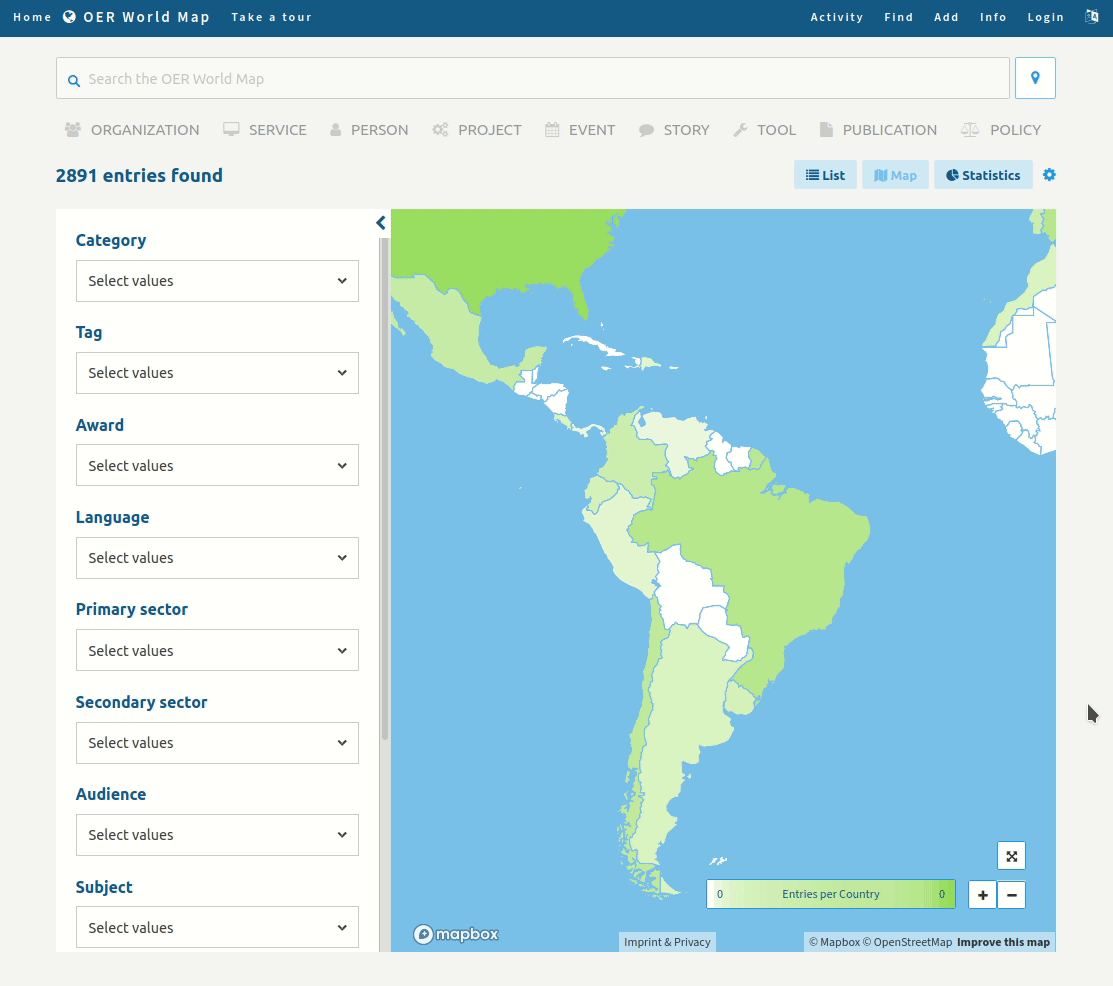 Home OER World Map Take a tour Activity Find Add Info Login
Search the OER World Map
ORGANIZATION SERVICE PERSON PROJECT EVENT STORY TOOL PUBLICATION POLICY
2891 entries found List Map Statistics
Category
Select values
Tag
Select values
Award
Select values
Language
Select values
Primary sector
Select values
Secondary sector
Select values
Audience
Select values
Subject
Select values
0 Entries per Country 0
+ −
mapbox Imprint & Privacy © Mapbox © OpenStreetMap Improve this map